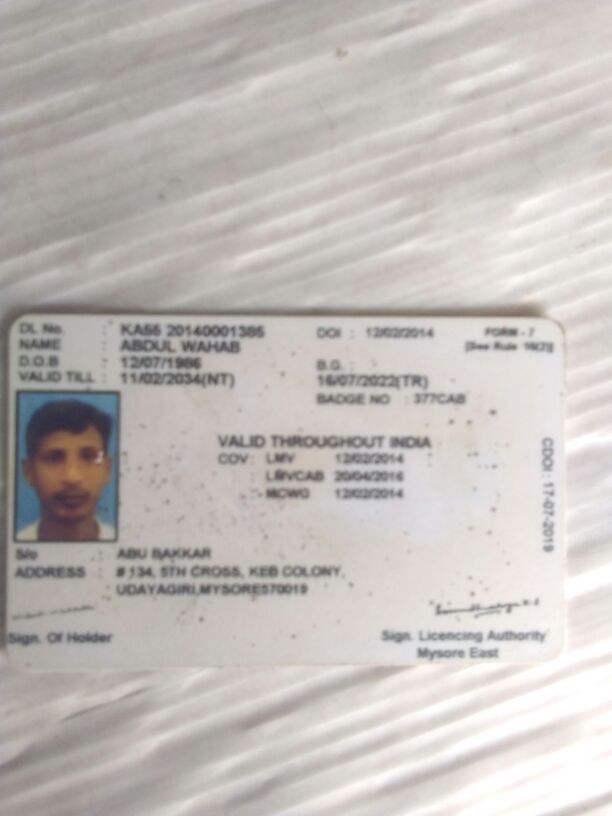 DL No. : KA55 20140001385 DOI : 12/02/2014 FORM - 7
NAME : ABDUL WAHAB [See Rule 16(2)]
D.O.B : 12/07/1986 B.G. :
VALID TILL : 11/02/2034(NT) 16/07/2022(TR)
BADGE NO : 377CAB
VALID THROUGHOUT INDIA
COV : LMV 12/02/2014
: LMVCAB 20/04/2016
: MCWG 12/02/2014
CDOI : 17-07-2019
S/o : ABU BAKKAR
ADDRESS : # 134, 5TH CROSS, KEB COLONY,
UDAYAGIRI,MYSORE570019
Sign. Of Holder
Sign. Licencing Authority
Mysore East